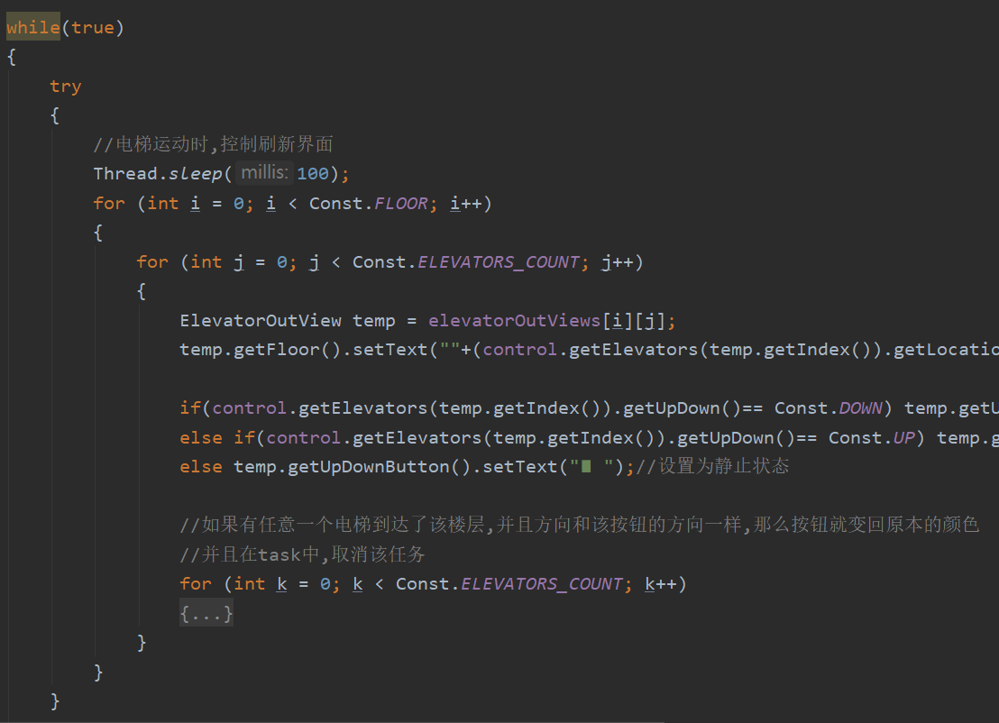 while(true)
{
try
{
//电梯运动时,控制刷新界面
Thread.sleep( millis: 100);
for (int i = 0; i < Const.FLOOR; i++)
{
for (int j = 0; j < Const.ELEVATORS_COUNT; j++)
{
ElevatorOutView temp = elevatorOutViews[i][j];
temp.getFloor().setText(""+(control.getElevators(temp.getIndex()).getLocatio
if(control.getElevators(temp.getIndex()).getUpDown()== Const.DOWN) temp.getU
else if(control.getElevators(temp.getIndex()).getUpDown()== Const.UP) temp.g
else temp.getUpDownButton().setText("■ ");//设置为静止状态
//如果有任意一个电梯到达了该楼层,并且方向和该按钮的方向一样,那么按钮就变回原本的颜色
//并且在task中,取消该任务
for (int k = 0; k < Const.ELEVATORS_COUNT; k++)
{...}
}
}
}